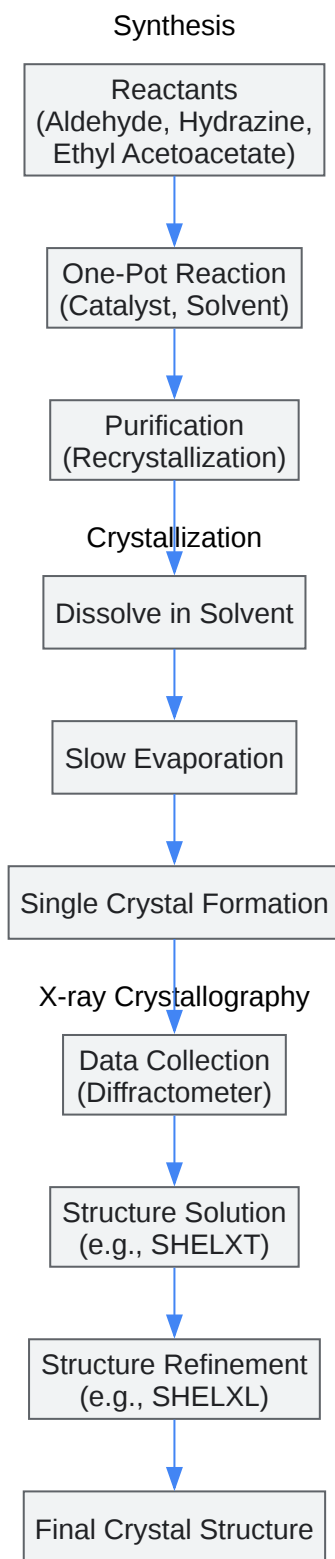 Synthesis
Reactants
(Aldehyde, Hydrazine,
Ethyl Acetoacetate)
One-Pot Reaction
(Catalyst, Solvent)
Purification
(Recrystallization)
Crystallization
Dissolve in Solvent
Slow Evaporation
Single Crystal Formation
X-ray Crystallography
Data Collection
(Diffractometer)
Structure Solution
(e.g., SHELXT)
Structure Refinement
(e.g., SHELXL)
Final Crystal Structure